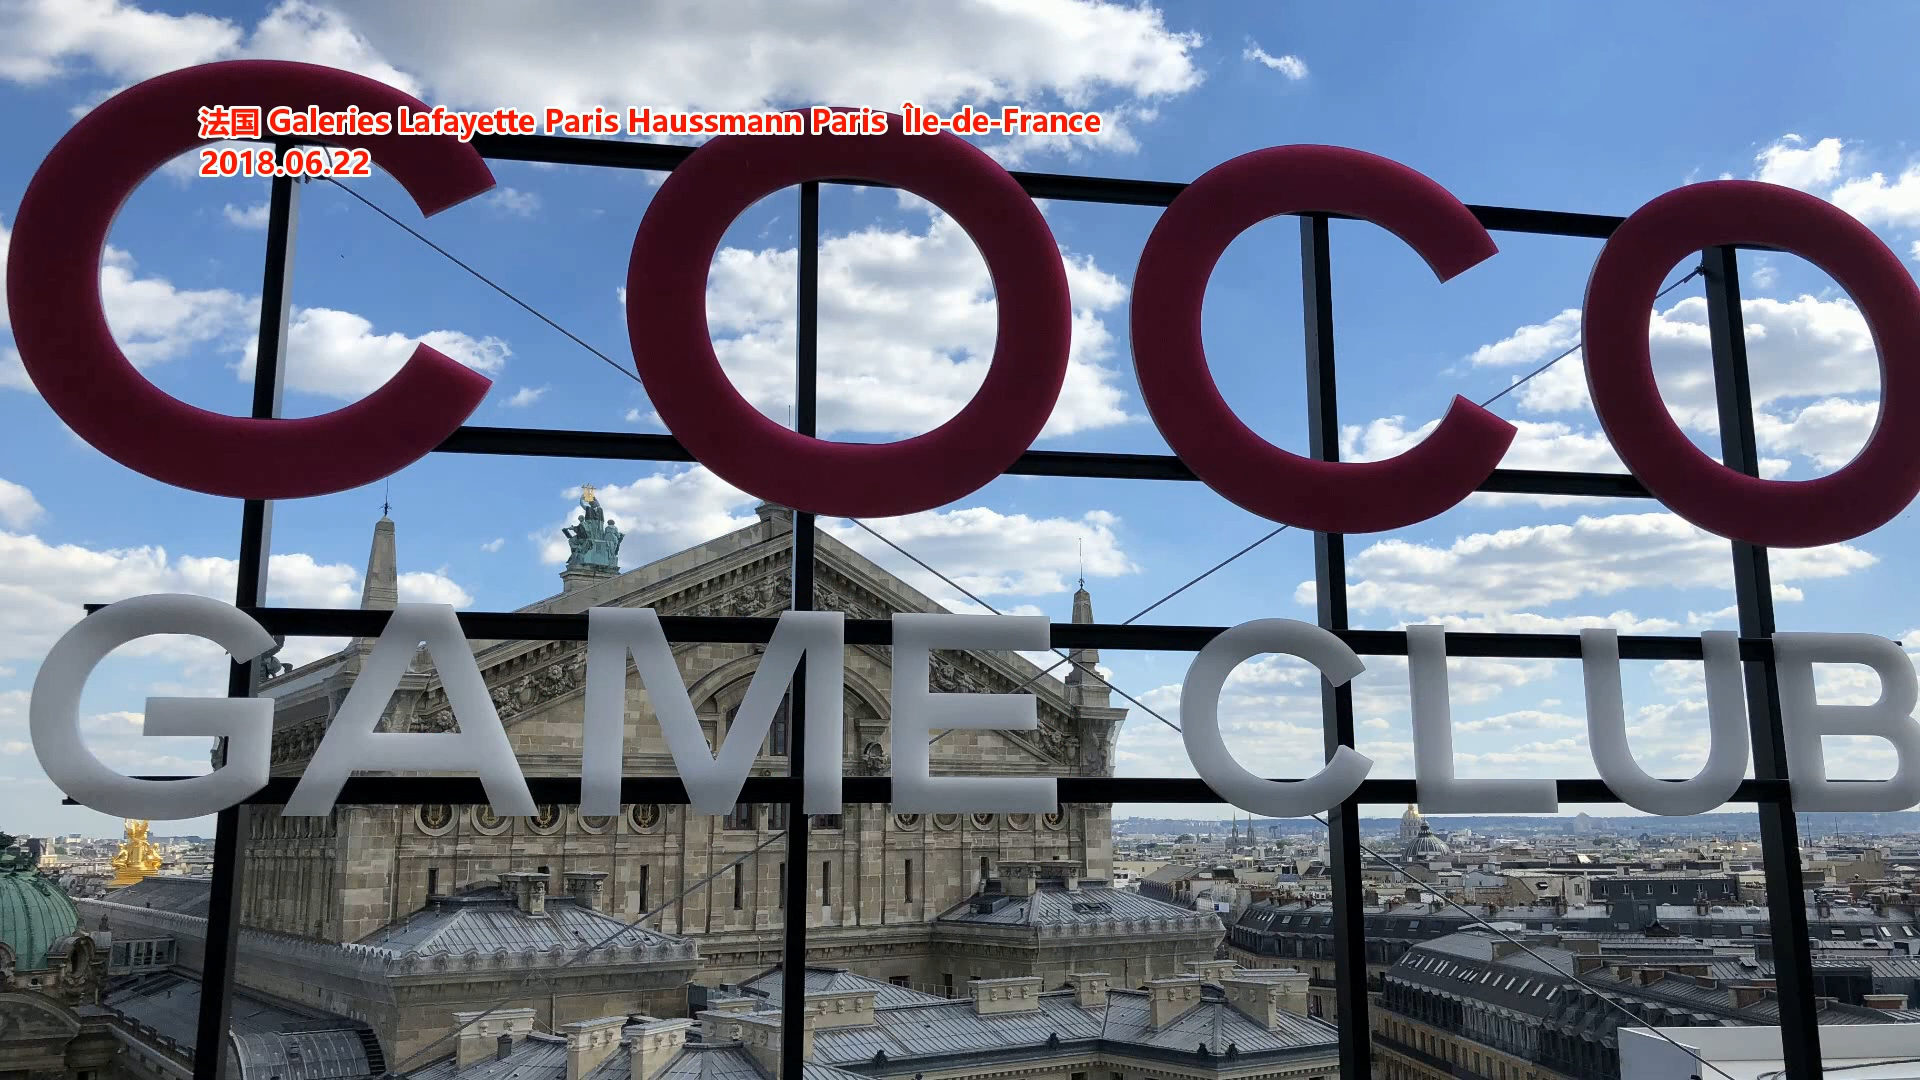 法国 Galeries Lafayette Paris Haussmann Paris  Île-de-France
2018.06.22
COCO
GAME CLUB